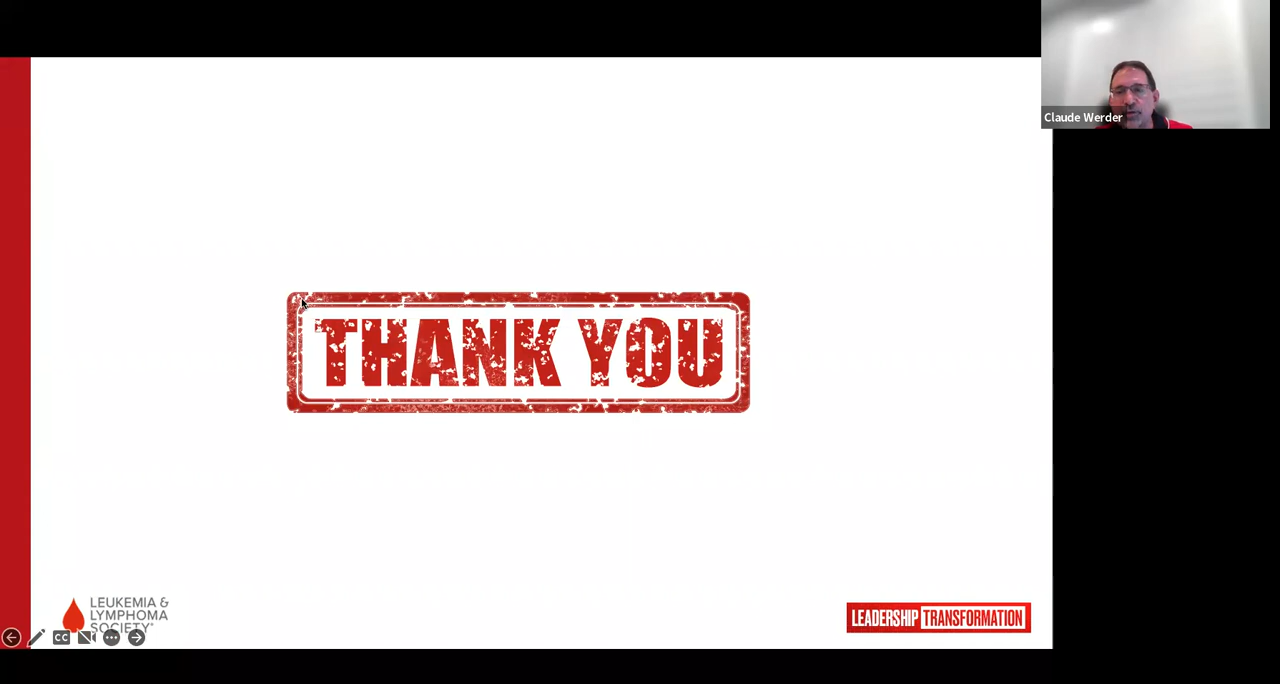 Claude Werder
THANK YOU
LEUKEMIA &
LYMPHOMA
SOCIETY®
CC
LEADERSHIP TRANSFORMATION